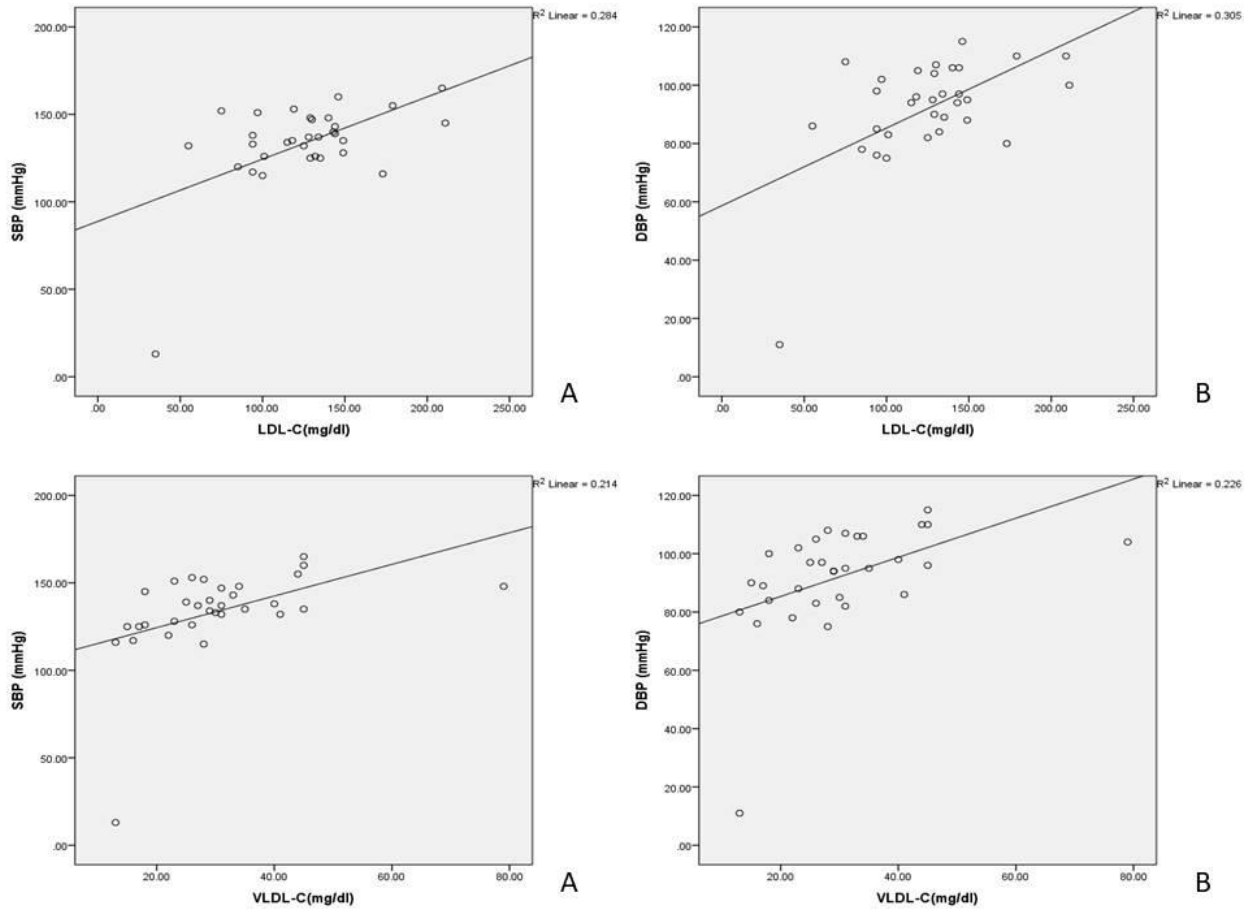 R² Linear = 0.284
200.00
150.00
100.00
50.00
.00
SBP (mmHg)
.00 50.00 100.00 150.00 200.00 250.00
LDL-C(mg/dl)
A
R² Linear = 0.305
120.00
100.00
80.00
60.00
40.00
20.00
.00
DBP (mmHg)
.00 50.00 100.00 150.00 200.00 250.00
LDL-C(mg/dl)
B
R² Linear = 0.214
200.00
150.00
100.00
50.00
.00
SBP (mmHg)
20.00 40.00 60.00 80.00
VLDL-C(mg/dl)
A
R² Linear = 0.226
120.00
100.00
80.00
60.00
40.00
20.00
.00
DBP (mmHg)
20.00 40.00 60.00 80.00
VLDL-C(mg/dl)
B